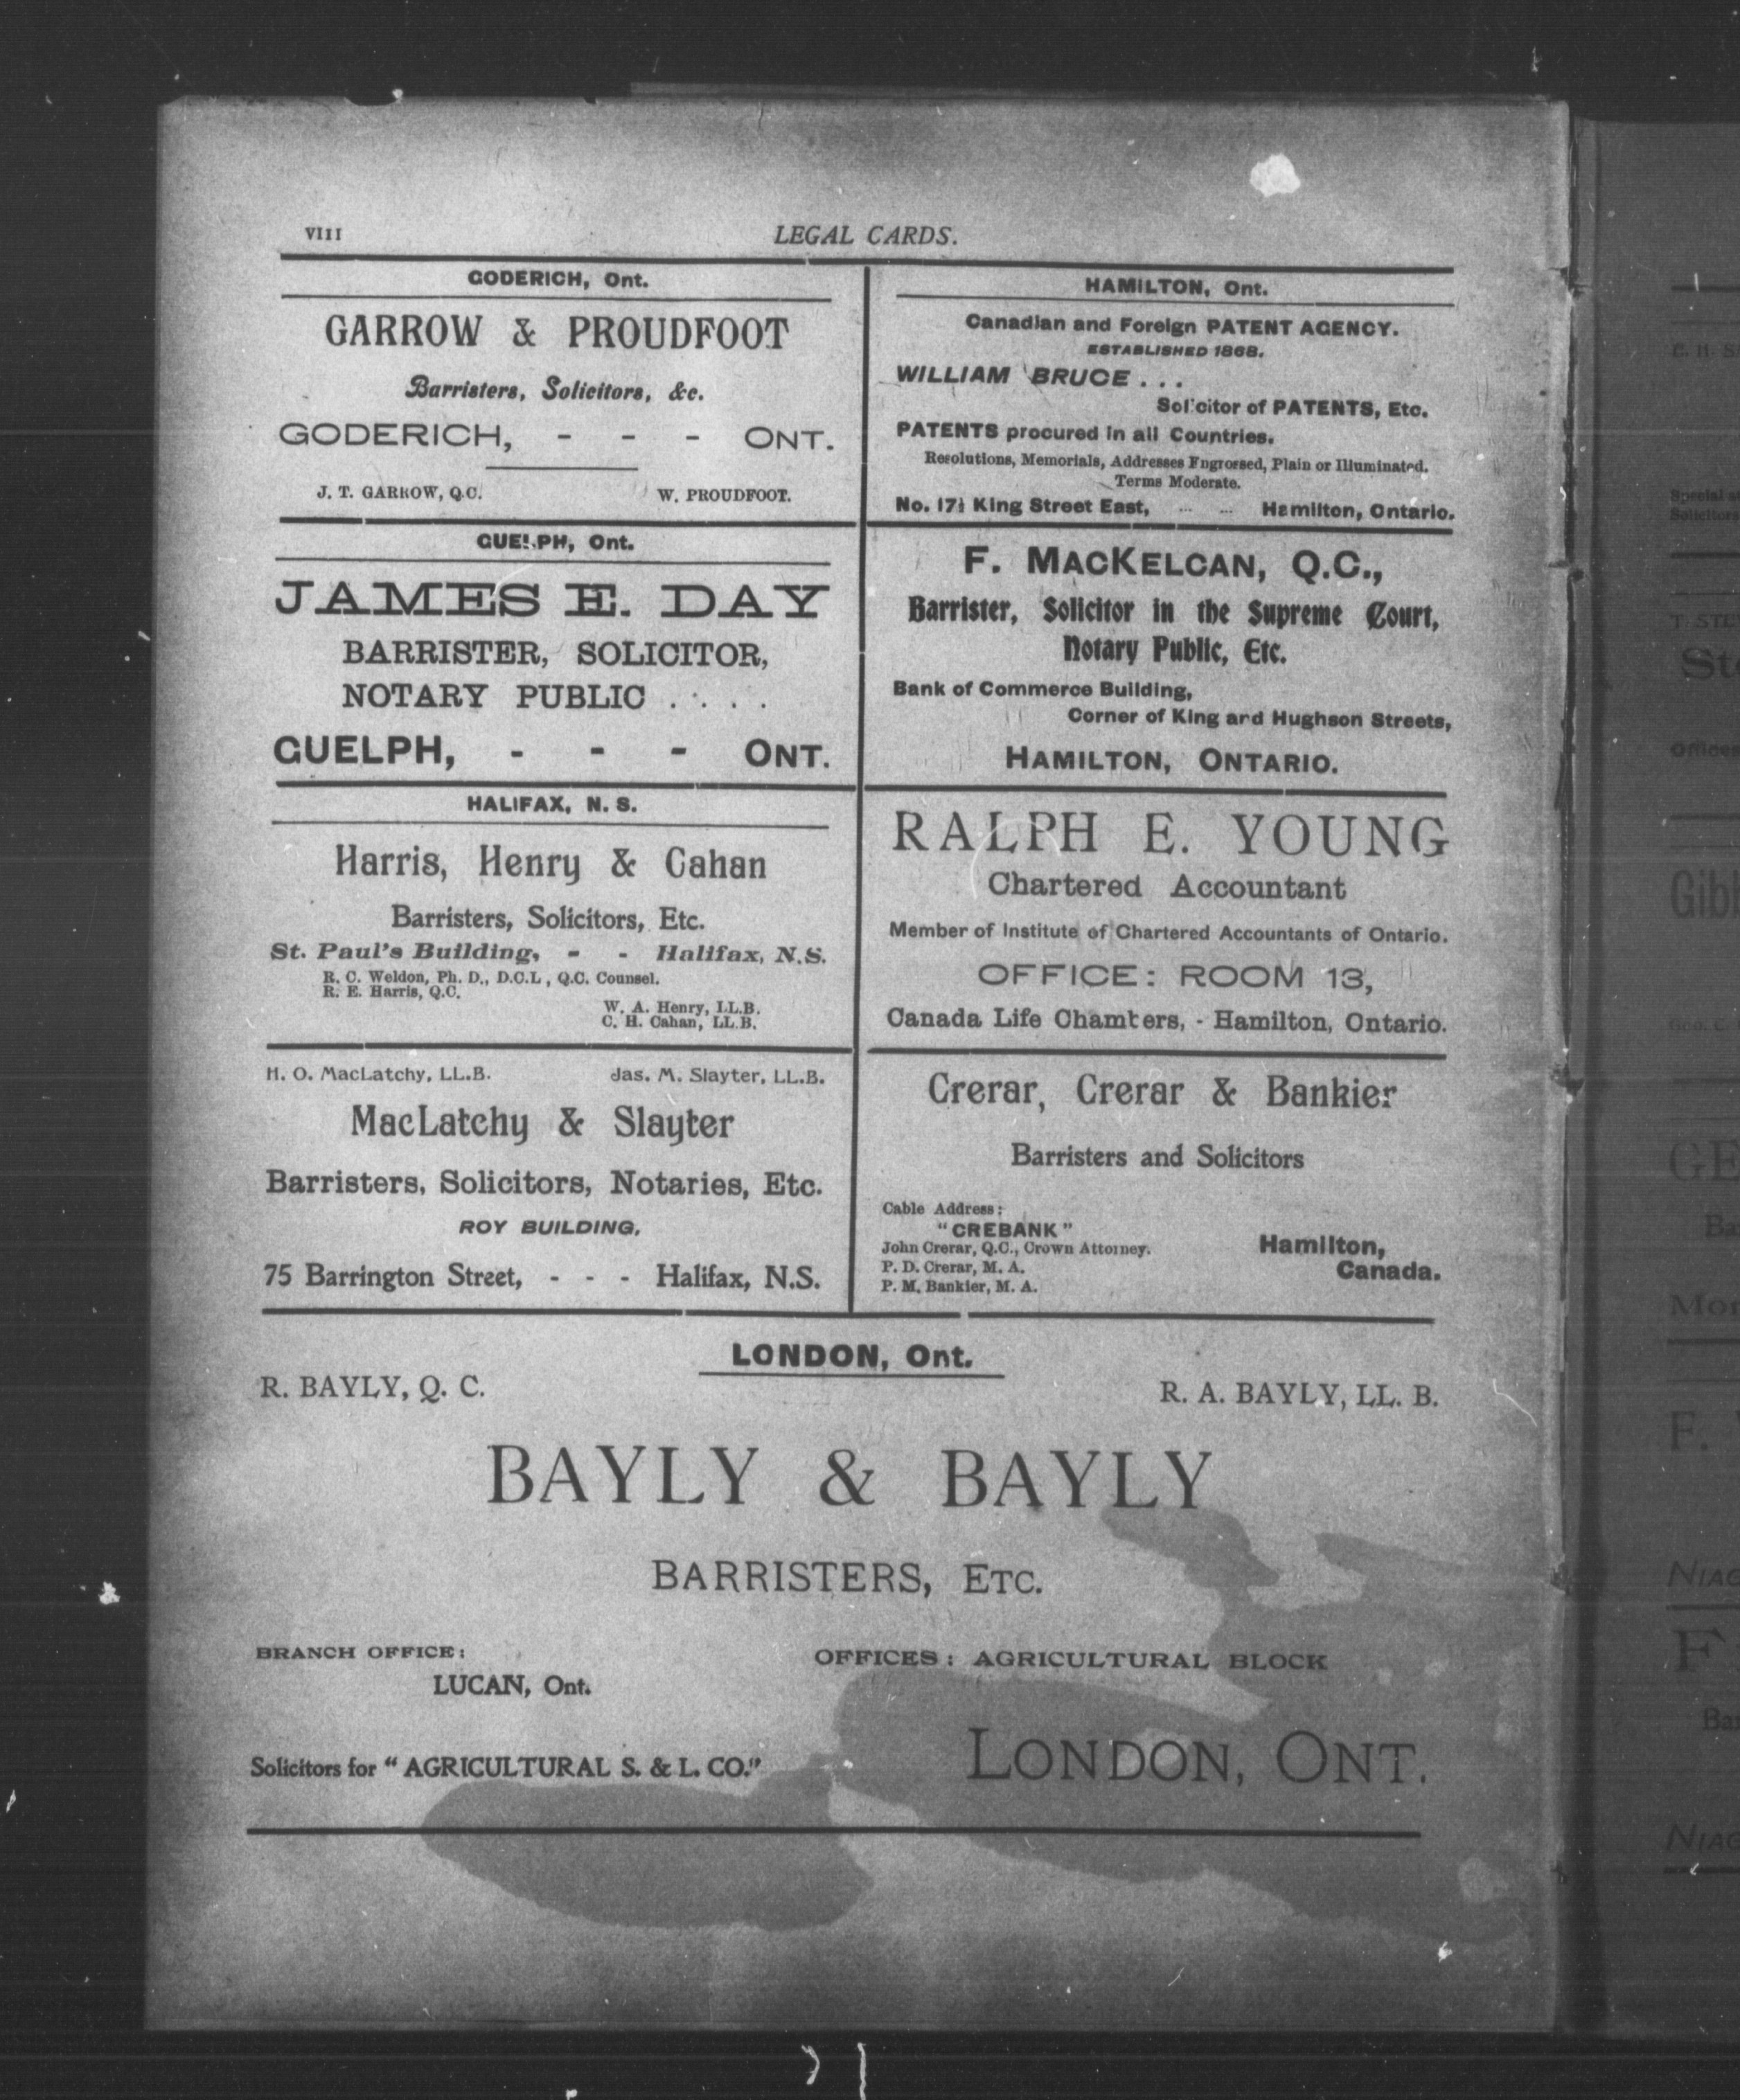 VIII
LEGAL CARDS.
GODERICH, Ont.
GARROW & PROUDFOOT
Barristers, Solicitors, &c.
GODERICH, - - - ONT.
J. T. GARROW, Q.C. W. PROUDFOOT.
GUELPH, Ont.
JAMES E. DAY
BARRISTER, SOLICITOR,
NOTARY PUBLIC . . . .
GUELPH, - - - ONT.
HALIFAX, N. S.
Harris, Henry & Cahan
Barristers, Solicitors, Etc.
St. Paul's Building, - - Halifax, N.S.
R. C. Weldon, Ph. D., D.C.L , Q.C. Counsel.
R. E. Harris, Q.C.
W. A. Henry, LL.B.
C. H. Cahan, LL.B.
H. O. MacLatchy, LL.B. Jas. M. Slayter, LL.B.
MacLatchy & Slayter
Barristers, Solicitors, Notaries, Etc.
ROY BUILDING,
75 Barrington Street, - - - Halifax, N.S.
HAMILTON, Ont.
Canadian and Foreign PATENT AGENCY.
ESTABLISHED 1868.
WILLIAM BRUCE . . .
Solicitor of PATENTS, Etc.
PATENTS procured in all Countries.
Resolutions, Memorials, Addresses Engrossed, Plain or Illuminated.
Terms Moderate.
No. 17½ King Street East, ... ... Hamilton, Ontario.
F. MACKELCAN, Q.C.,
Barrister, Solicitor in the Supreme Court,
Notary Public, Etc.
Bank of Commerce Building,
Corner of King and Hughson Streets,
HAMILTON, ONTARIO.
RALPH E. YOUNG
Chartered Accountant
Member of Institute of Chartered Accountants of Ontario.
OFFICE: ROOM 13,
Canada Life Chambers, - Hamilton, Ontario.
Crerar, Crerar & Bankier
Barristers and Solicitors
Cable Address:
"CREBANK"
John Crerar, Q.C., Crown Attorney.
P. D. Crerar, M. A.
P. M. Bankier, M. A.
Hamilton,
Canada.
LONDON, Ont.
R. BAYLY, Q. C. R. A. BAYLY, LL. B.
BAYLY & BAYLY
BARRISTERS, ETC.
BRANCH OFFICE:
LUCAN, Ont.
OFFICES: AGRICULTURAL BLOCK
Solicitors for "AGRICULTURAL S. & L. CO."
LONDON, ONT.